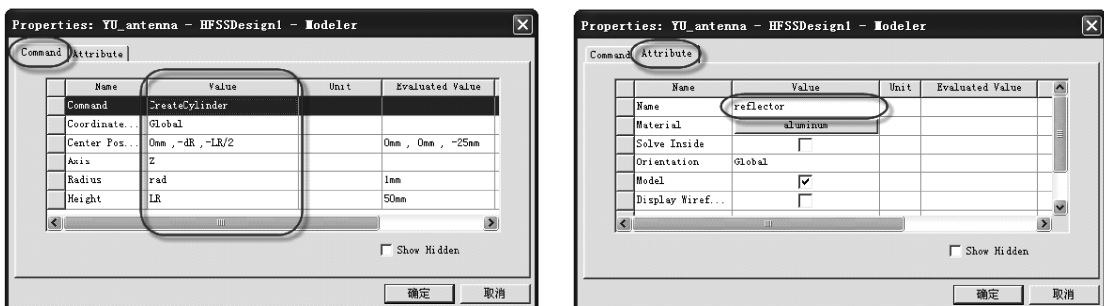 Properties: YU_antenna - HFSSDesign1 - Modeler
Command Attribute
Name Value Unit Evaluated Value
Command CreateCylinder
Coordinate... Global
Center Pos... 0mm ,-dR ,-LR/2 0mm , 0mm , -25mm
Axis Z
Radius rad 1mm
Height LR 50mm
Show Hidden
确定 取消
Properties: YU_antenna - HFSSDesign1 - Modeler
Command Attribute
Name Value Unit Evaluated Value
Name reflector
Material aluminum
Solve Inside
Orientation Global
Model
Display Wiref...
Show Hidden
确定 取消